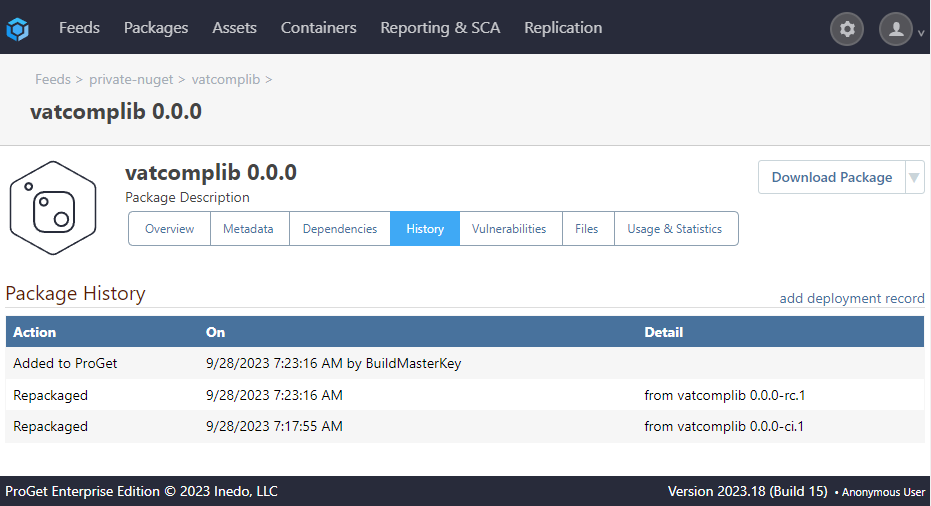 Feeds Packages Assets Containers Reporting & SCA Replication
Feeds > private-nuget > vatcomplib >
vatcomplib 0.0.0
vatcomplib 0.0.0
Download Package
Package Description
Overview Metadata Dependencies History Vulnerabilities Files Usage & Statistics
Package History
add deployment record
Action On Detail
Added to ProGet 9/28/2023 7:23:16 AM by BuildMasterKey
Repackaged 9/28/2023 7:23:16 AM from vatcomplib 0.0.0-rc.1
Repackaged 9/28/2023 7:17:55 AM from vatcomplib 0.0.0-ci.1
ProGet Enterprise Edition © 2023 Inedo, LLC Version 2023.18 (Build 15) • Anonymous User